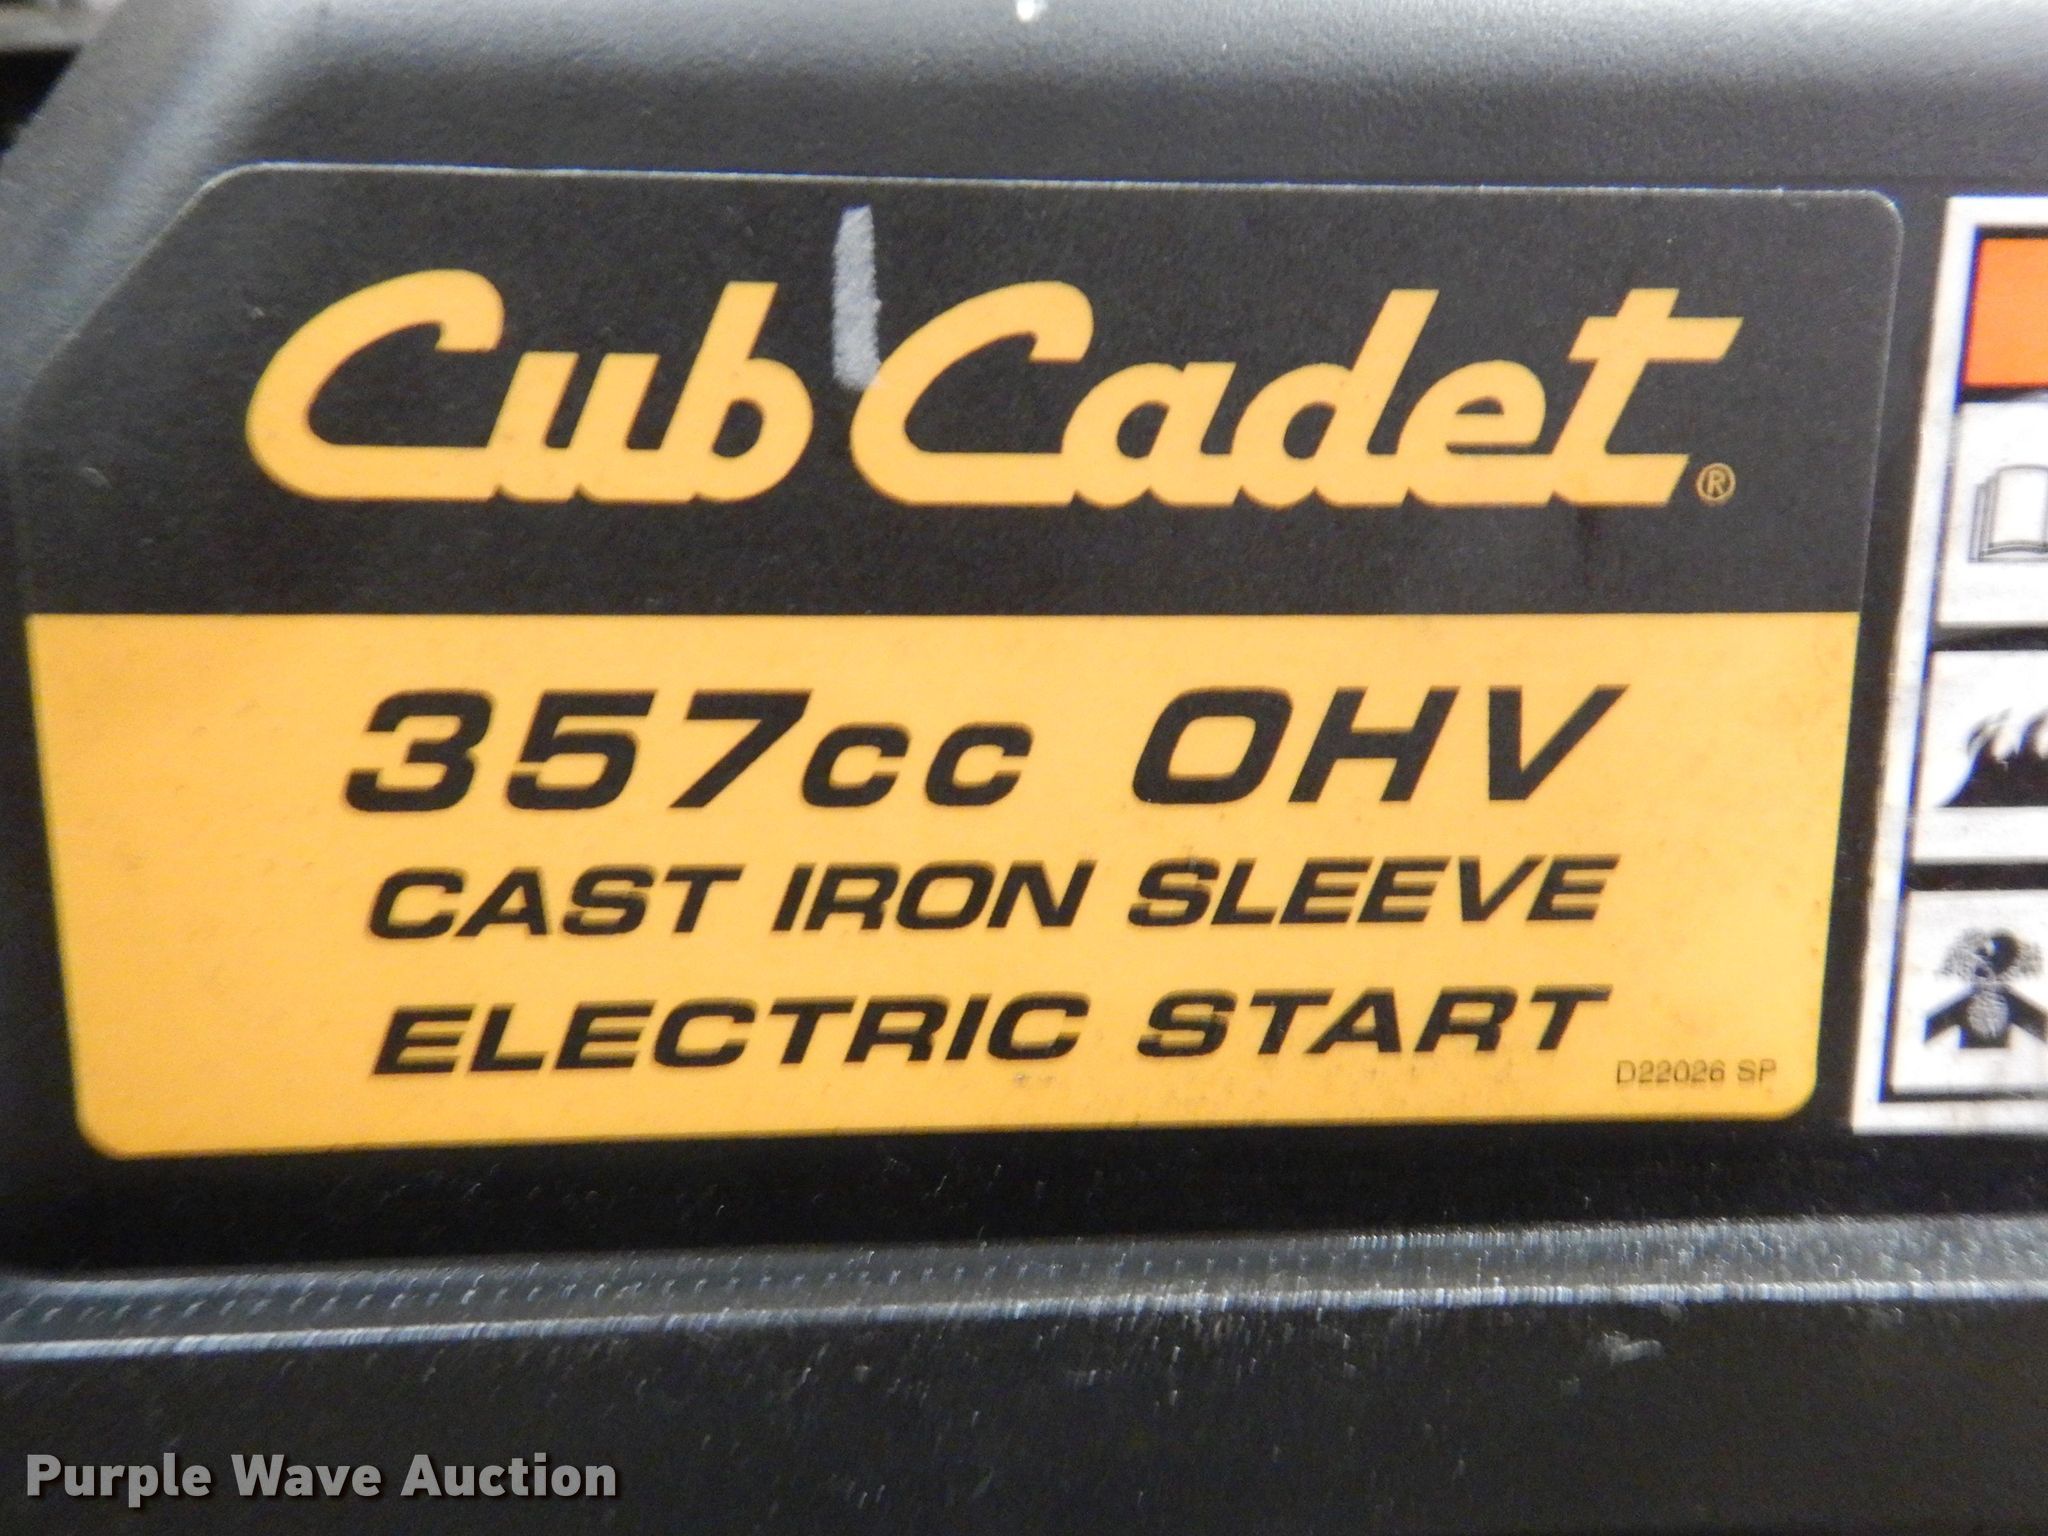 Cub Cadet®
357cc OHV
CAST IRON SLEEVE
ELECTRIC START
D22026 SP
Purple Wave Auction